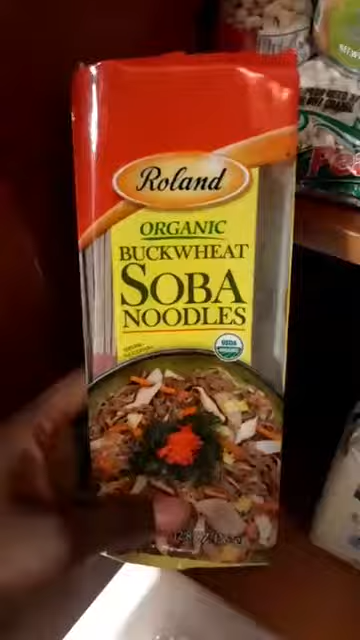 Roland
ORGANIC
BUCKWHEAT
SOBA
NOODLES
USDA
ORGANIC